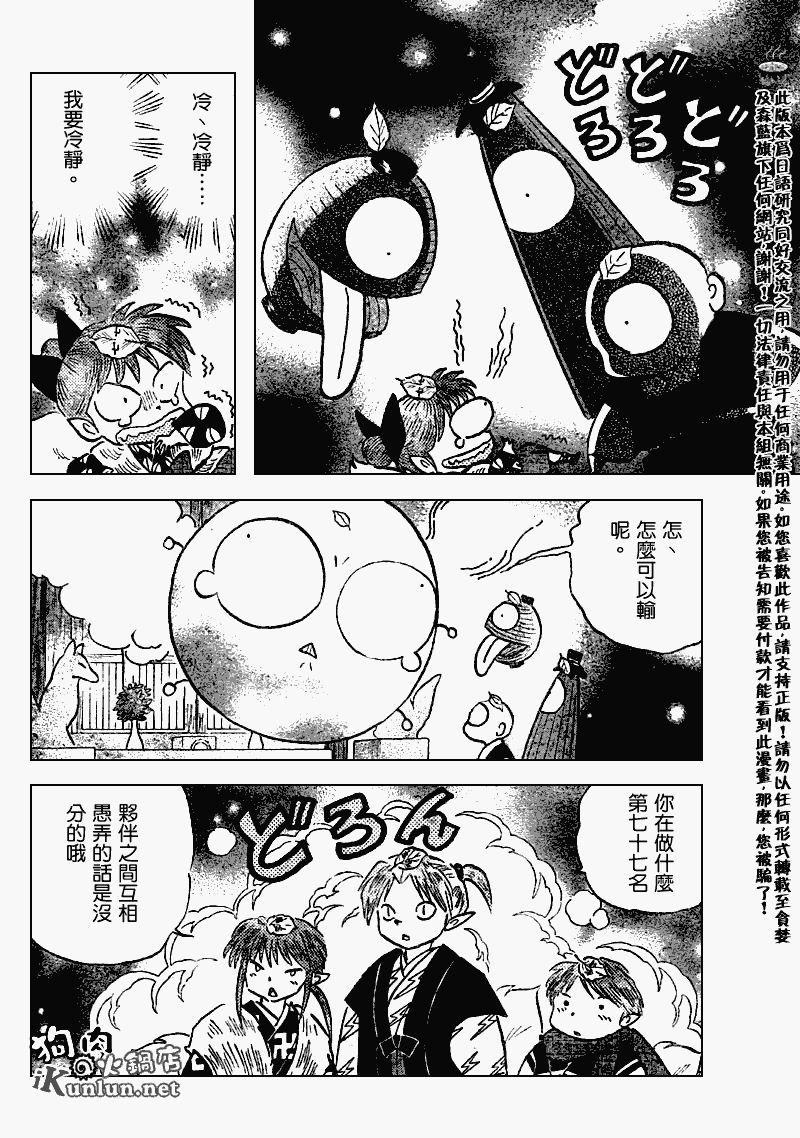 どろ
どろ
どろ
冷、冷靜……
我要冷靜。
怎、
怎麼可以輸
呢。
どろん
你在做什麼
第七十七名
夥伴之間互相
愚弄的話是沒
分的哦
此版本爲日語研究同好交流之用,請勿用于任何商業用途。如您喜歡此作品,請支持正版!請勿以任何形式轉載至貪婪
及森藍旗下任何網站,謝謝!一切法律責任與本組無關。如果您被告知需要付款才能看到此漫畫,那麼,您被騙了!
狗肉火鍋店
iKunlun.net